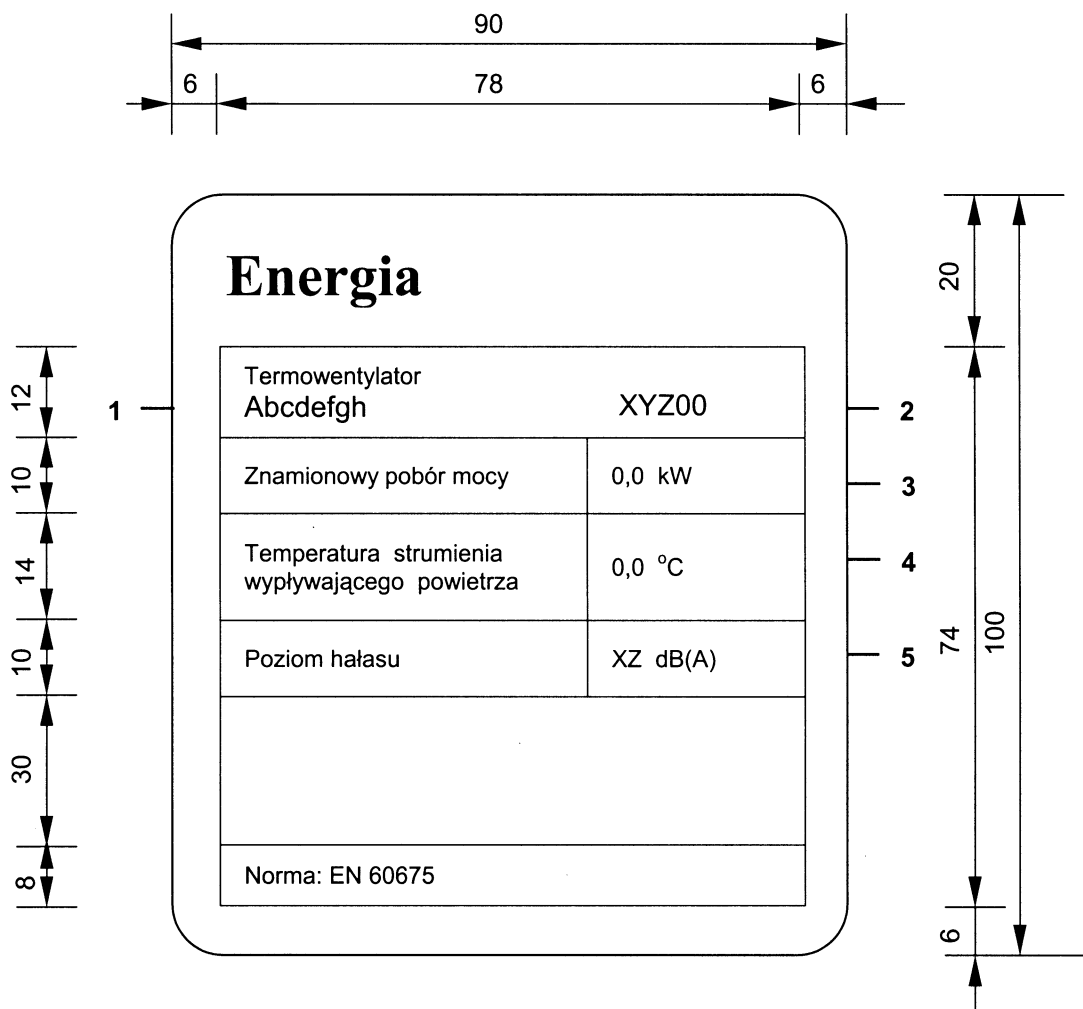 90
6 78 6
Energia
Termowentylator
Abcdefgh XYZ00
Znamionowy pobór mocy 0,0 kW
Temperatura strumienia
wypływającego powietrza 0,0 °C
Poziom hałasu XZ dB(A)
Norma: EN 60675
12
10
14
10
30
8
1
2
3
4
5
20
74
100
6